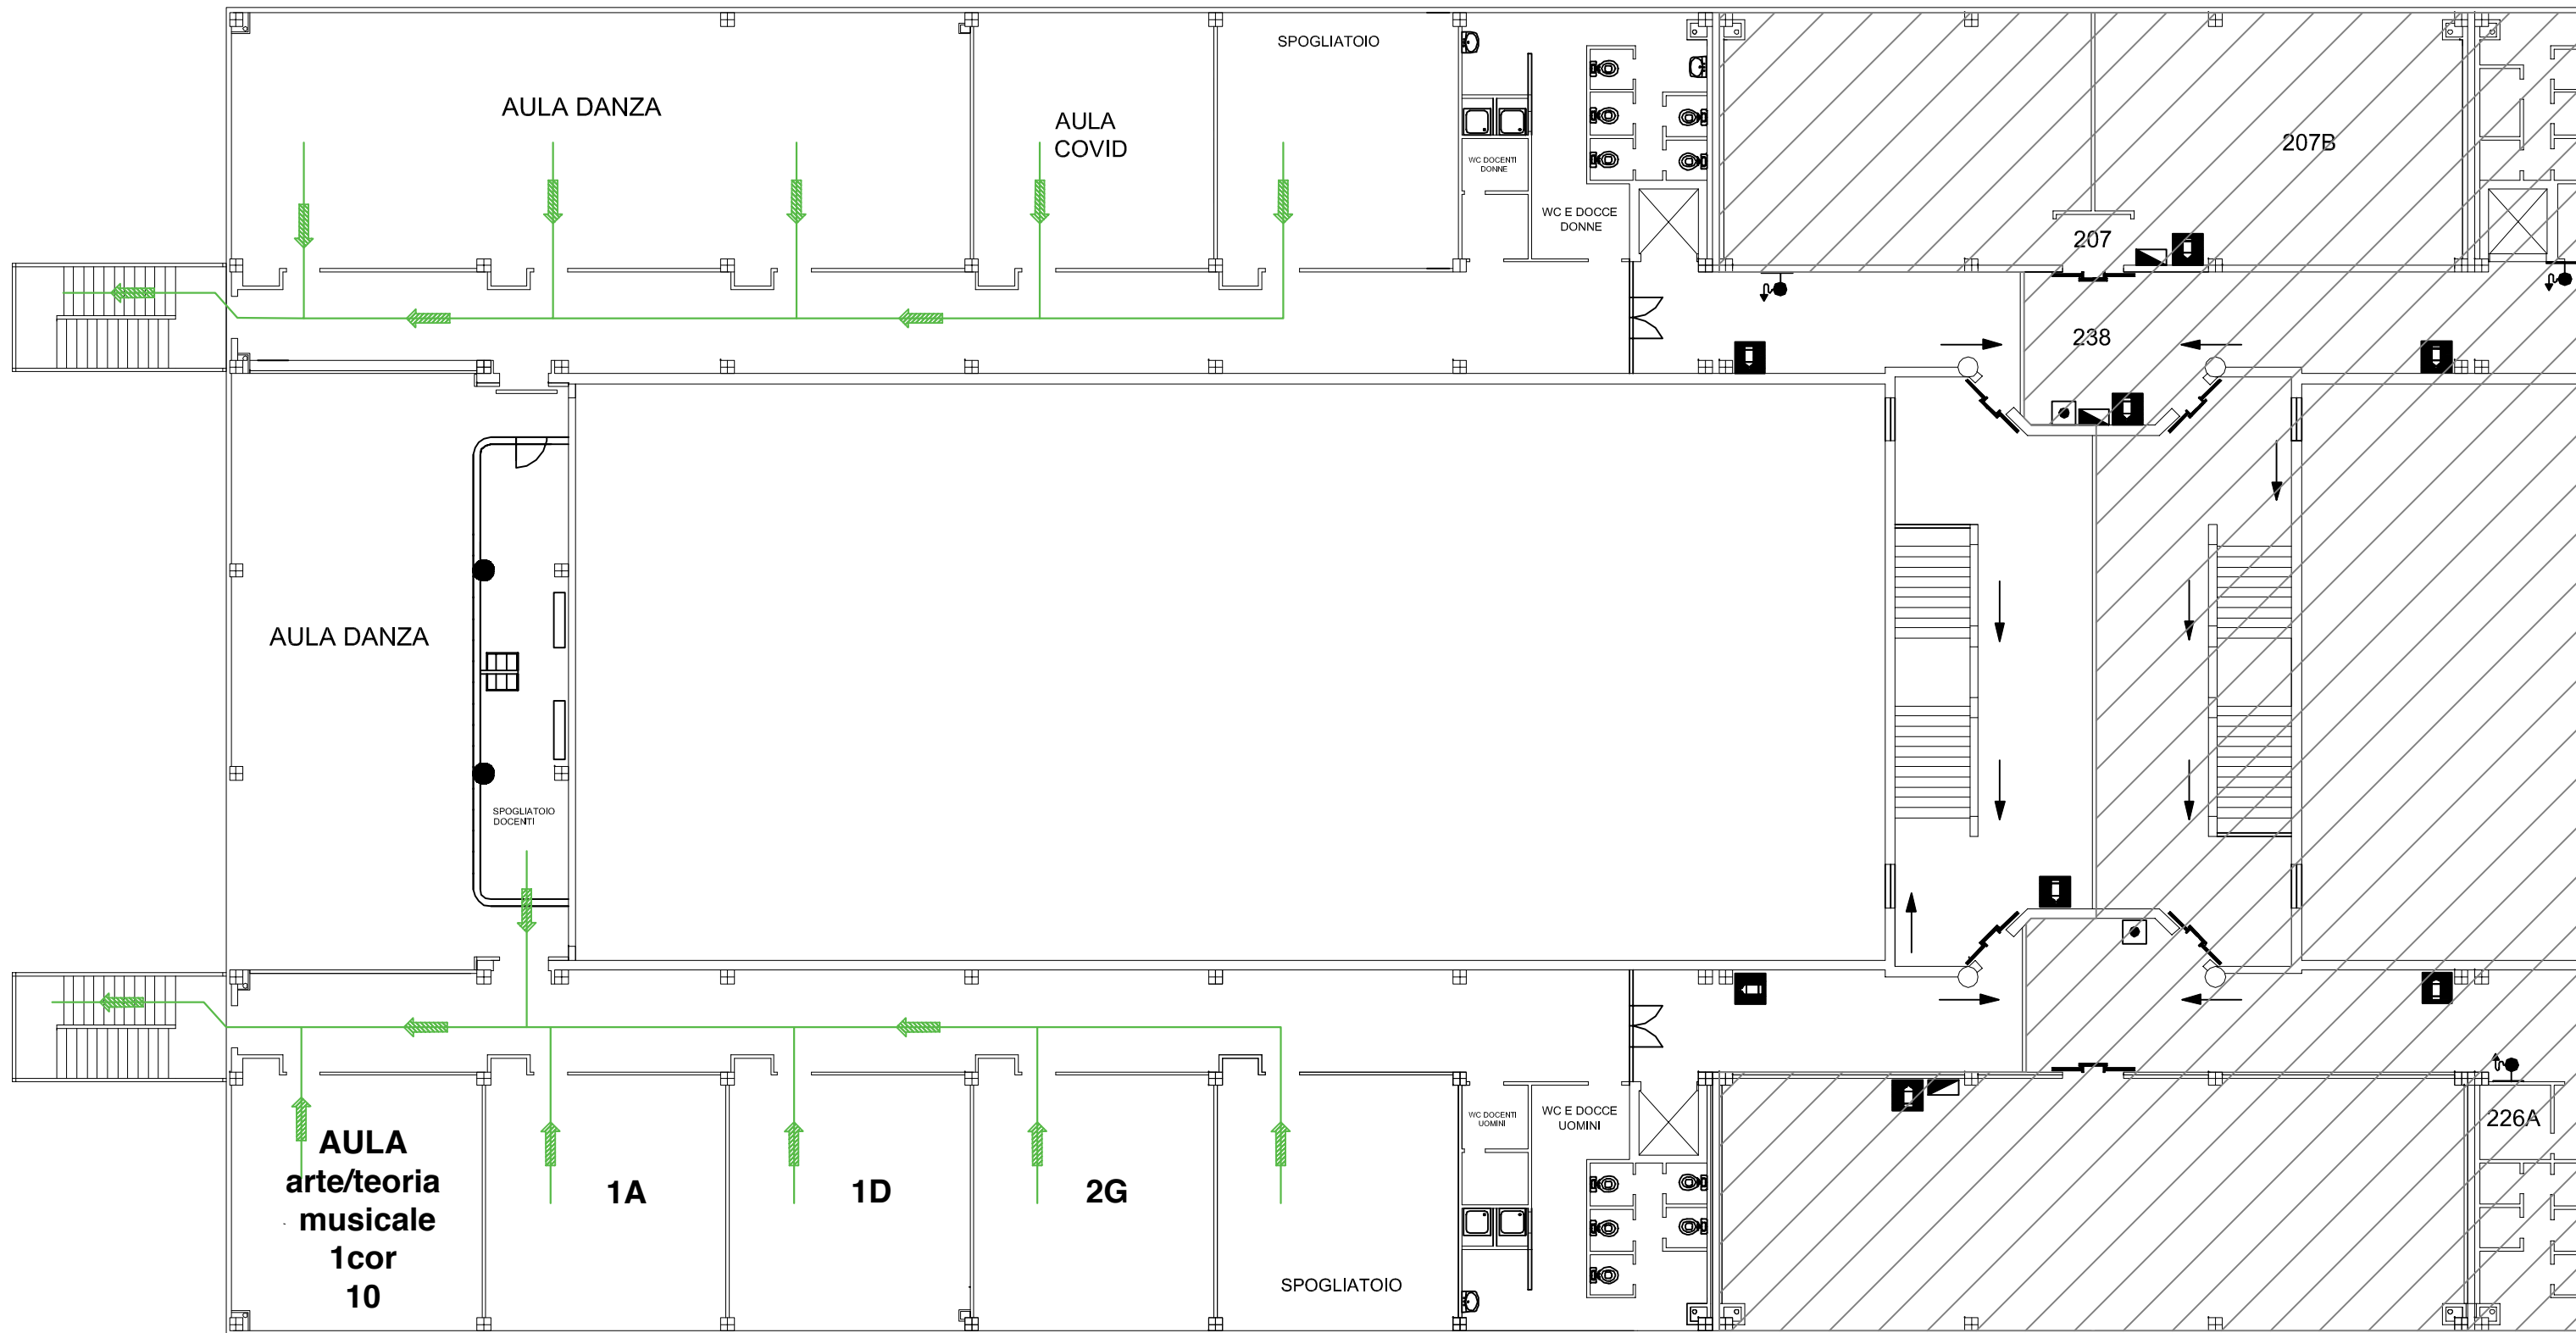 SPOGLIATOIO
AULA DANZA
AULA
COVID
WC DOCENTI
DONNE
WC E DOCCE
DONNE
207B
207
238
AULA DANZA
SPOGLIATOIO
DOCENTI
WC DOCENTI
UOMINI
WC E DOCCE
UOMINI
226A
AULA
arte/teoria
musicale
1cor
10
1A
1D
2G
SPOGLIATOIO